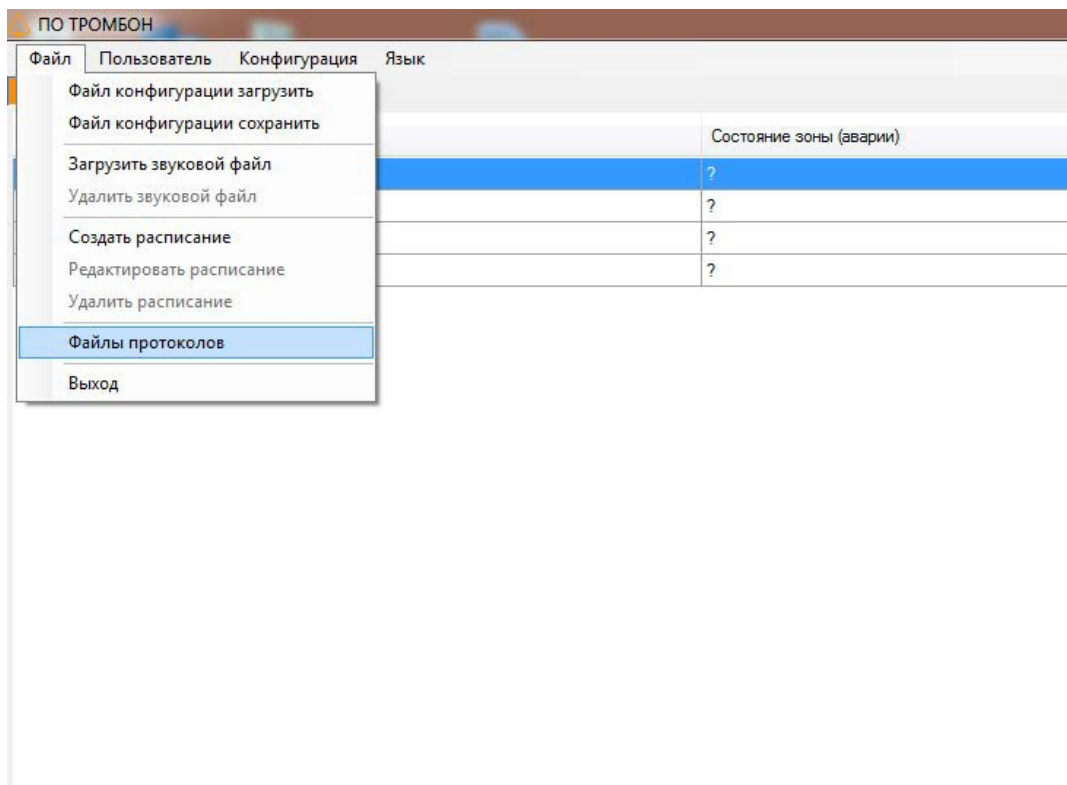 ПО ТРОМБОН
Файл Пользователь Конфигурация Язык
Файл конфигурации загрузить
Файл конфигурации сохранить
Загрузить звуковой файл
Удалить звуковой файл
Создать расписание
Редактировать расписание
Удалить расписание
Файлы протоколов
Выход
Состояние зоны (аварии)
?
?
?
?